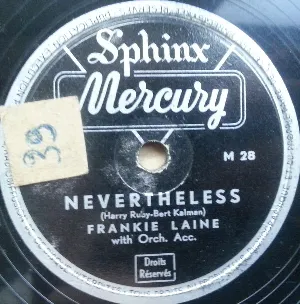 Sphinx
Mercury
39
M 28
NEVERTHELESS
(Harry Ruby-Bert Kalman)
FRANKIE LAINE
with Orch. Acc.
Droits
Réservés